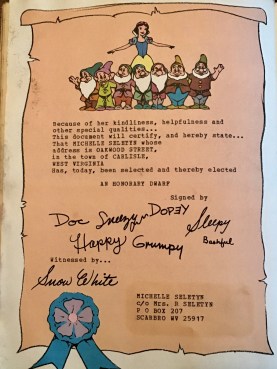 Because of her kindliness, helpfulness and
other special qualities...
This document will certify, and hereby state...
That MICHELLE SELETYN whose
address is OAKWOOD STREET,
in the town of CARLISLE,
WEST VIRGINIA
Has, today, been selected and thereby elected
AN HONORARY DWARF
Signed by
Doc Sneezy DOPEY Sleepy
Happy Grumpy Bashful
Witnessed by...
Snow White
MICHELLE SELETYN
c/o Mrs. R SELETYN
P O BOX 207
SCARBRO WV 25917